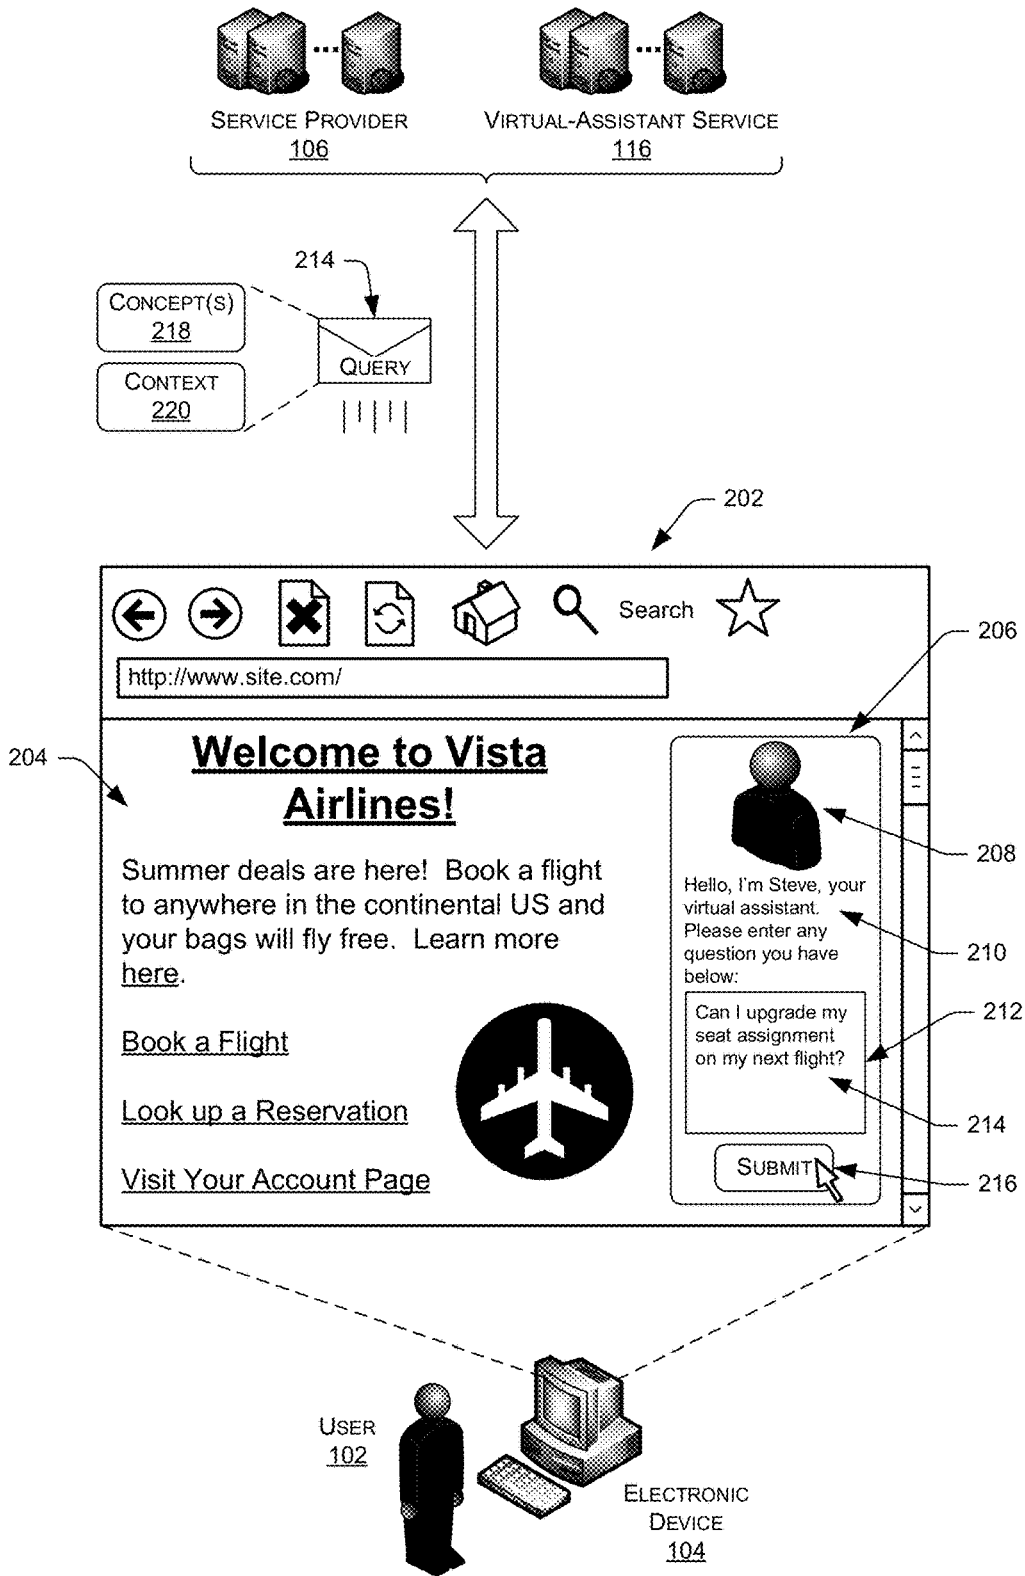 SERVICE PROVIDER
106
VIRTUAL-ASSISTANT SERVICE
116
214
CONCEPT(S)
218
CONTEXT
220
QUERY
202
Search
http://www.site.com/
206
204
Welcome to Vista
Airlines!
Summer deals are here! Book a flight
to anywhere in the continental US and
your bags will fly free. Learn more
here.
Book a Flight
Look up a Reservation
Visit Your Account Page
208
Hello, I'm Steve, your
virtual assistant.
Please enter any
question you have
below:
210
Can I upgrade my
seat assignment
on my next flight?
212
214
SUBMIT
216
USER
102
ELECTRONIC
DEVICE
104